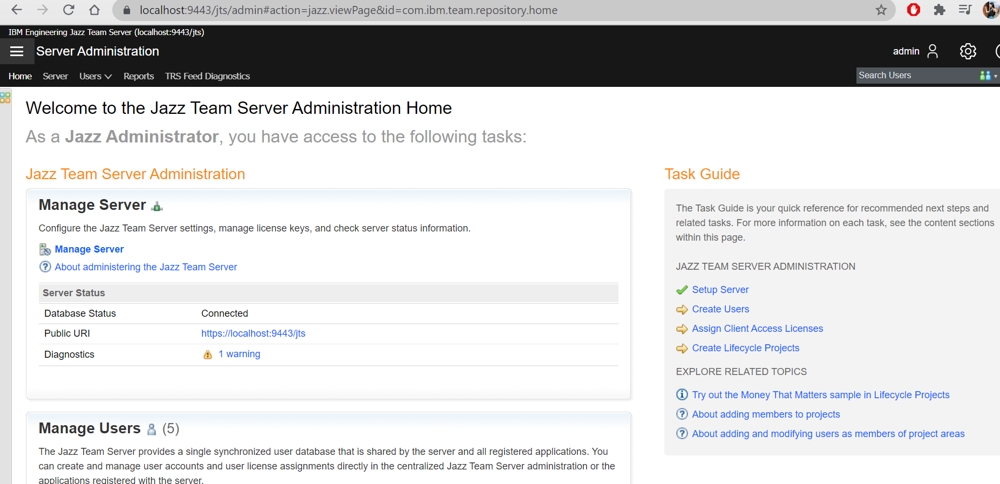 localhost:9443/jts/admin#action=jazz.viewPage&id=com.ibm.team.repository.home
IBM Engineering Jazz Team Server (localhost:9443/jts)
Server Administration
admin
Home Server Users Reports TRS Feed Diagnostics
Search Users
Welcome to the Jazz Team Server Administration Home
As a Jazz Administrator, you have access to the following tasks:
Jazz Team Server Administration
Manage Server
Configure the Jazz Team Server settings, manage license keys, and check server status information.
Manage Server
About administering the Jazz Team Server
Server Status
Database Status Connected
Public URI https://localhost:9443/jts
Diagnostics 1 warning
Manage Users (5)
The Jazz Team Server provides a single synchronized user database that is shared by the server and all registered applications. You
can create and manage user accounts and user license assignments directly in the centralized Jazz Team Server administration or the
applications registered with the server.
Task Guide
The Task Guide is your quick reference for recommended next steps and
related tasks. For more information on each task, see the content sections
within this page.
JAZZ TEAM SERVER ADMINISTRATION
Setup Server
Create Users
Assign Client Access Licenses
Create Lifecycle Projects
EXPLORE RELATED TOPICS
Try out the Money That Matters sample in Lifecycle Projects
About adding members to projects
About adding and modifying users as members of project areas